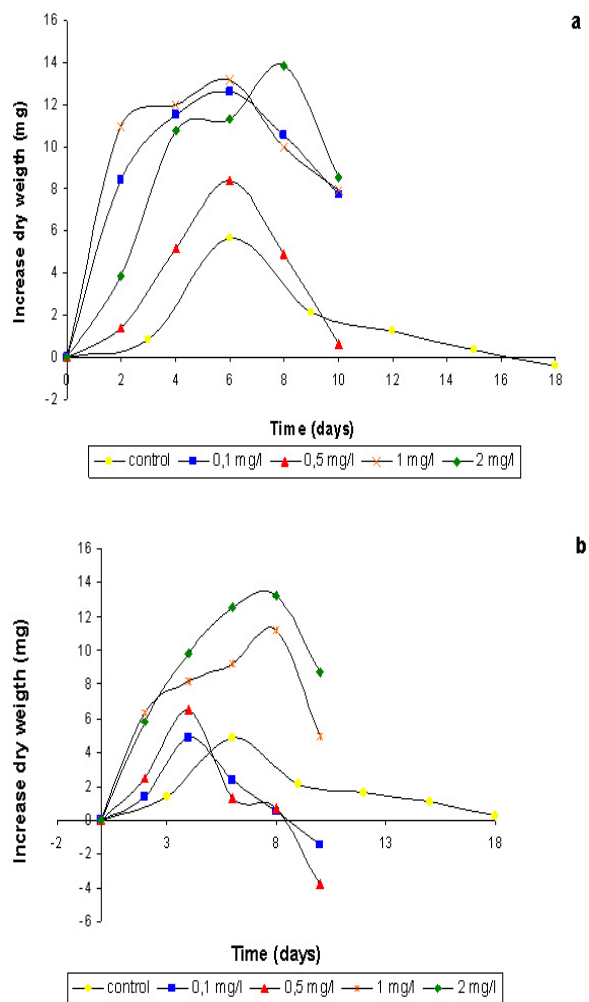 a
Increase dry weigth (mg)
16
14
12
10
8
6
4
2
0
-2
0 2 4 6 8 10 12 14 16 18
Time (days)
control 0,1 mg/l 0,5 mg/l 1 mg/l 2 mg/l
b
Increase dry weigth (mg)
16
14
12
10
8
6
4
2
0
-2
-4
-6
-2 3 8 13 18
Time (days)
control 0,1 mg/l 0,5 mg/l 1 mg/l 2 mg/l